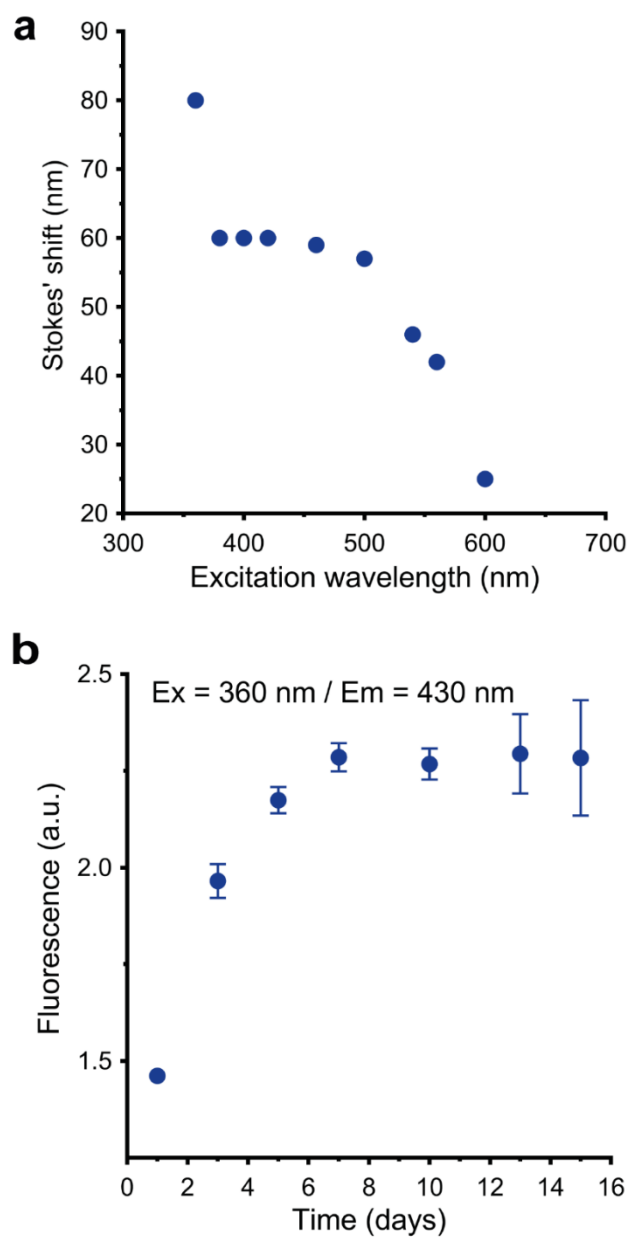 a
90
80
70
60
50
40
30
20
Stokes' shift (nm)
300 400 500 600 700
Excitation wavelength (nm)
b
Ex = 360 nm / Em = 430 nm
2.5
2.0
1.5
Fluorescence (a.u.)
0 2 4 6 8 10 12 14 16
Time (days)